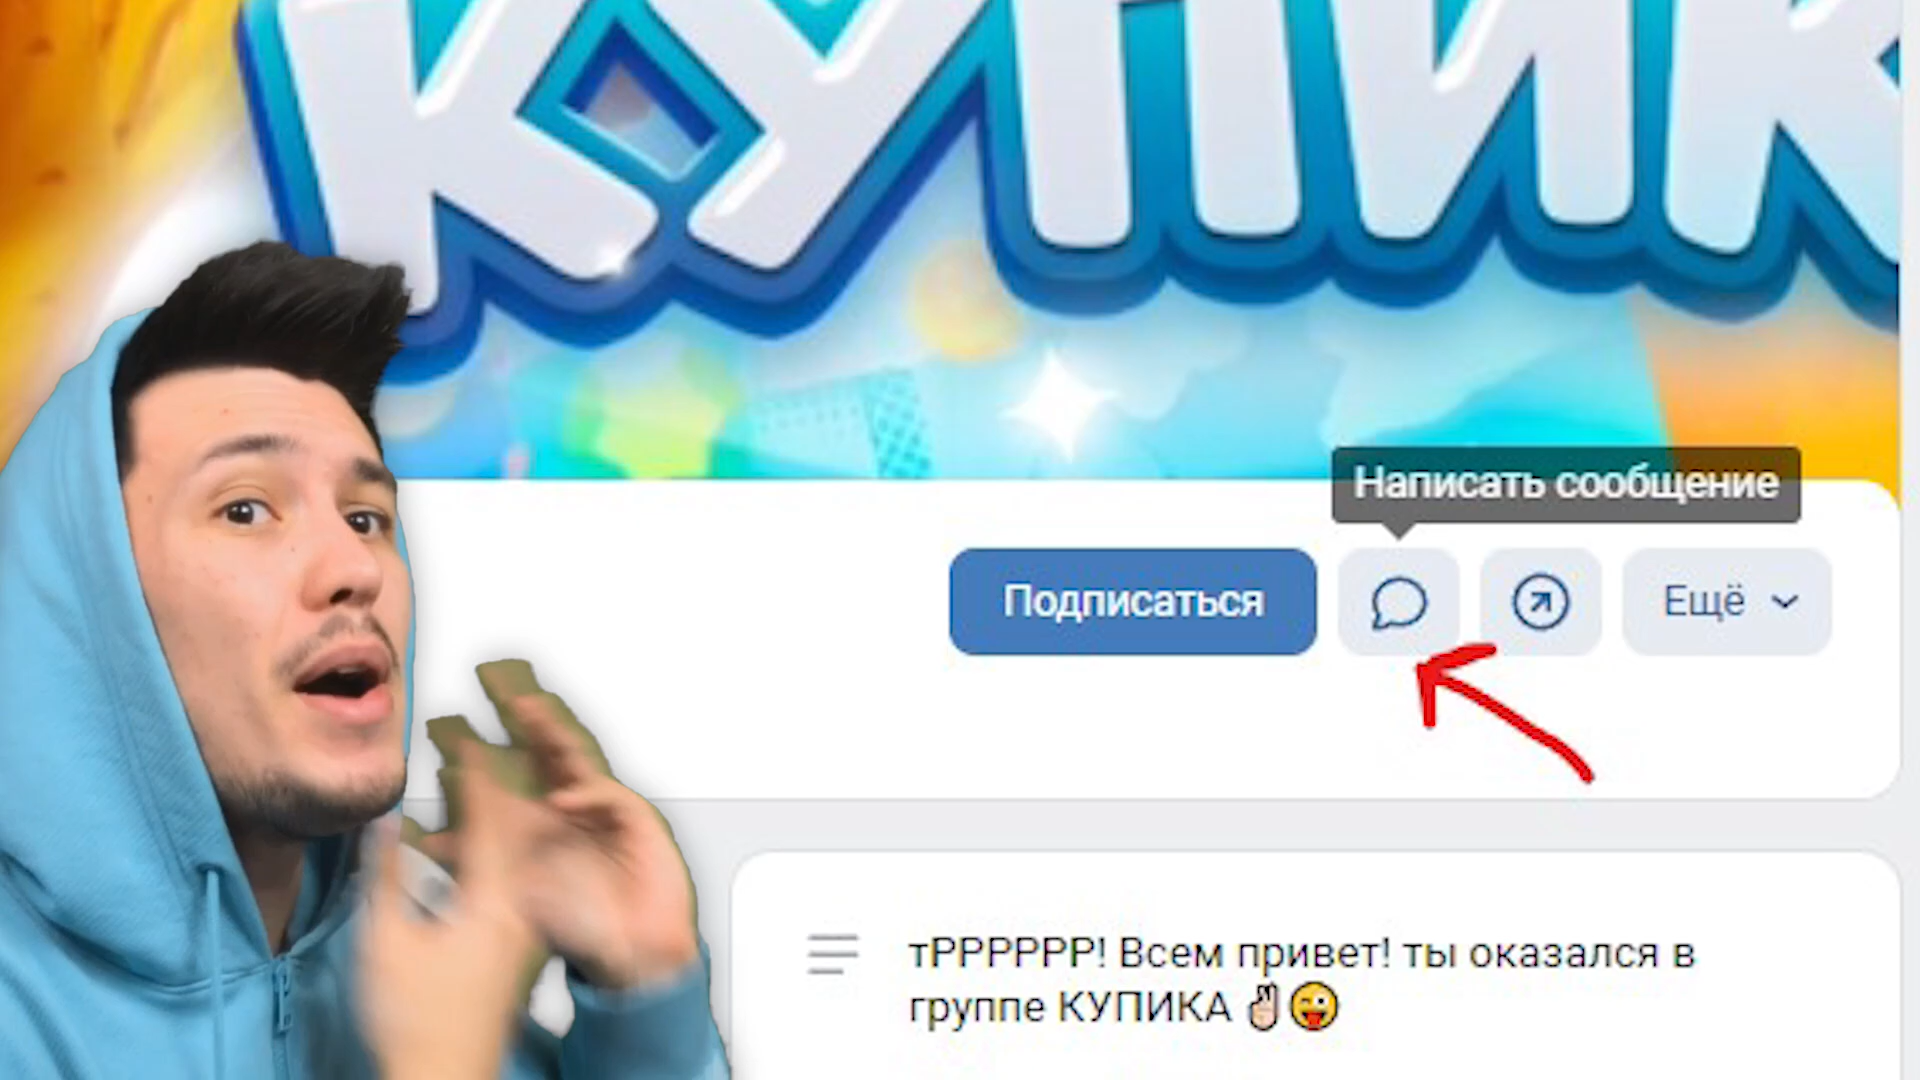 КУПИК
Написать сообщение
Подписаться
Ещё
тРРРРРР! Всем привет! ты оказался в
группе КУПИКА ✌🏻😜